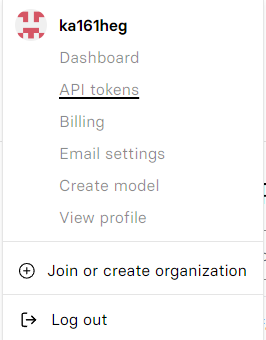 ka161heg
Dashboard
API tokens
Billing
Email settings
Create model
View profile
Join or create organization
Log out